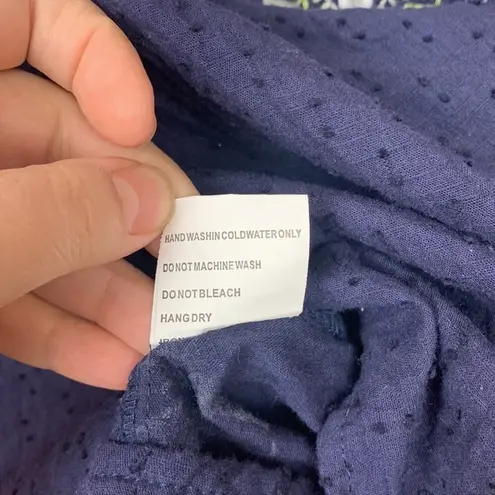 HAND WASH IN COLD WATER ONLY
DO NOT MACHINE WASH
DO NOT BLEACH
HANG DRY